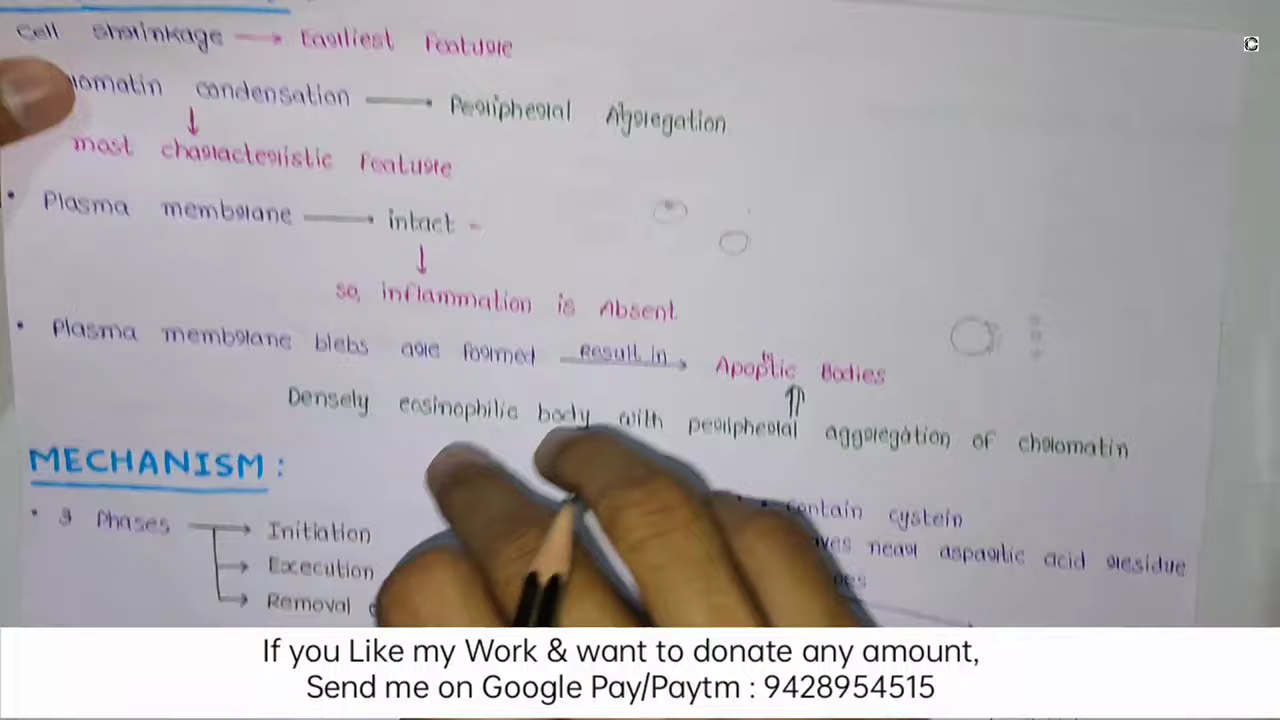 Cell shrinkage → Earliest feature
condensation → Peripheral Aggregation
↓
most characteristic feature
• Plasma membrane → intact -
↓
so, inflammation is Absent
• Plasma membrane blebs are formed Result in → Apoptotic Bodies
⇑
Densely eosinophilic body with peripheral aggregation of chromatin
MECHANISM :
• 3 Phases → Initiation
→ Execution
→ Removal
contain cystein
near aspartic acid residue
If you Like my Work & want to donate any amount,
Send me on Google Pay/Paytm : 9428954515